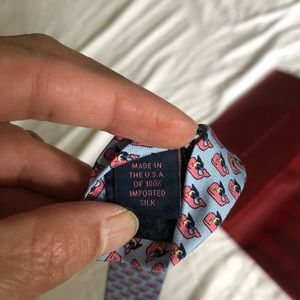 MADE IN
THE U.S.A.
OF 100%
IMPORTED
SILK